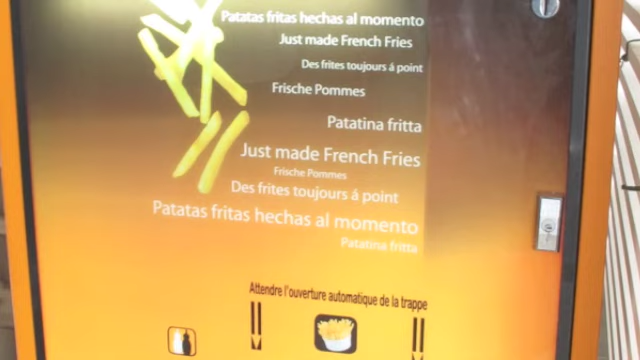 Patatas fritas hechas al momento
Just made French Fries
Des frites toujours á point
Frische Pommes
Patatina fritta
Just made French Fries
Frische Pommes
Des frites toujours á point
Patatas fritas hechas al momento
Patatina fritta
Attendre l'ouverture automatique de la trappe